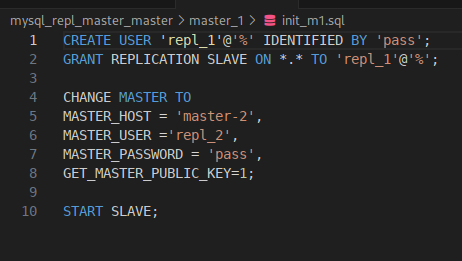 mysql_repl_master_master > master_1 > init_m1.sql
1 CREATE USER 'repl_1'@'%' IDENTIFIED BY 'pass';
2 GRANT REPLICATION SLAVE ON *.* TO 'repl_1'@'%';
3
4 CHANGE MASTER TO
5 MASTER_HOST = 'master-2',
6 MASTER_USER ='repl_2',
7 MASTER_PASSWORD = 'pass',
8 GET_MASTER_PUBLIC_KEY=1;
9
10 START SLAVE;